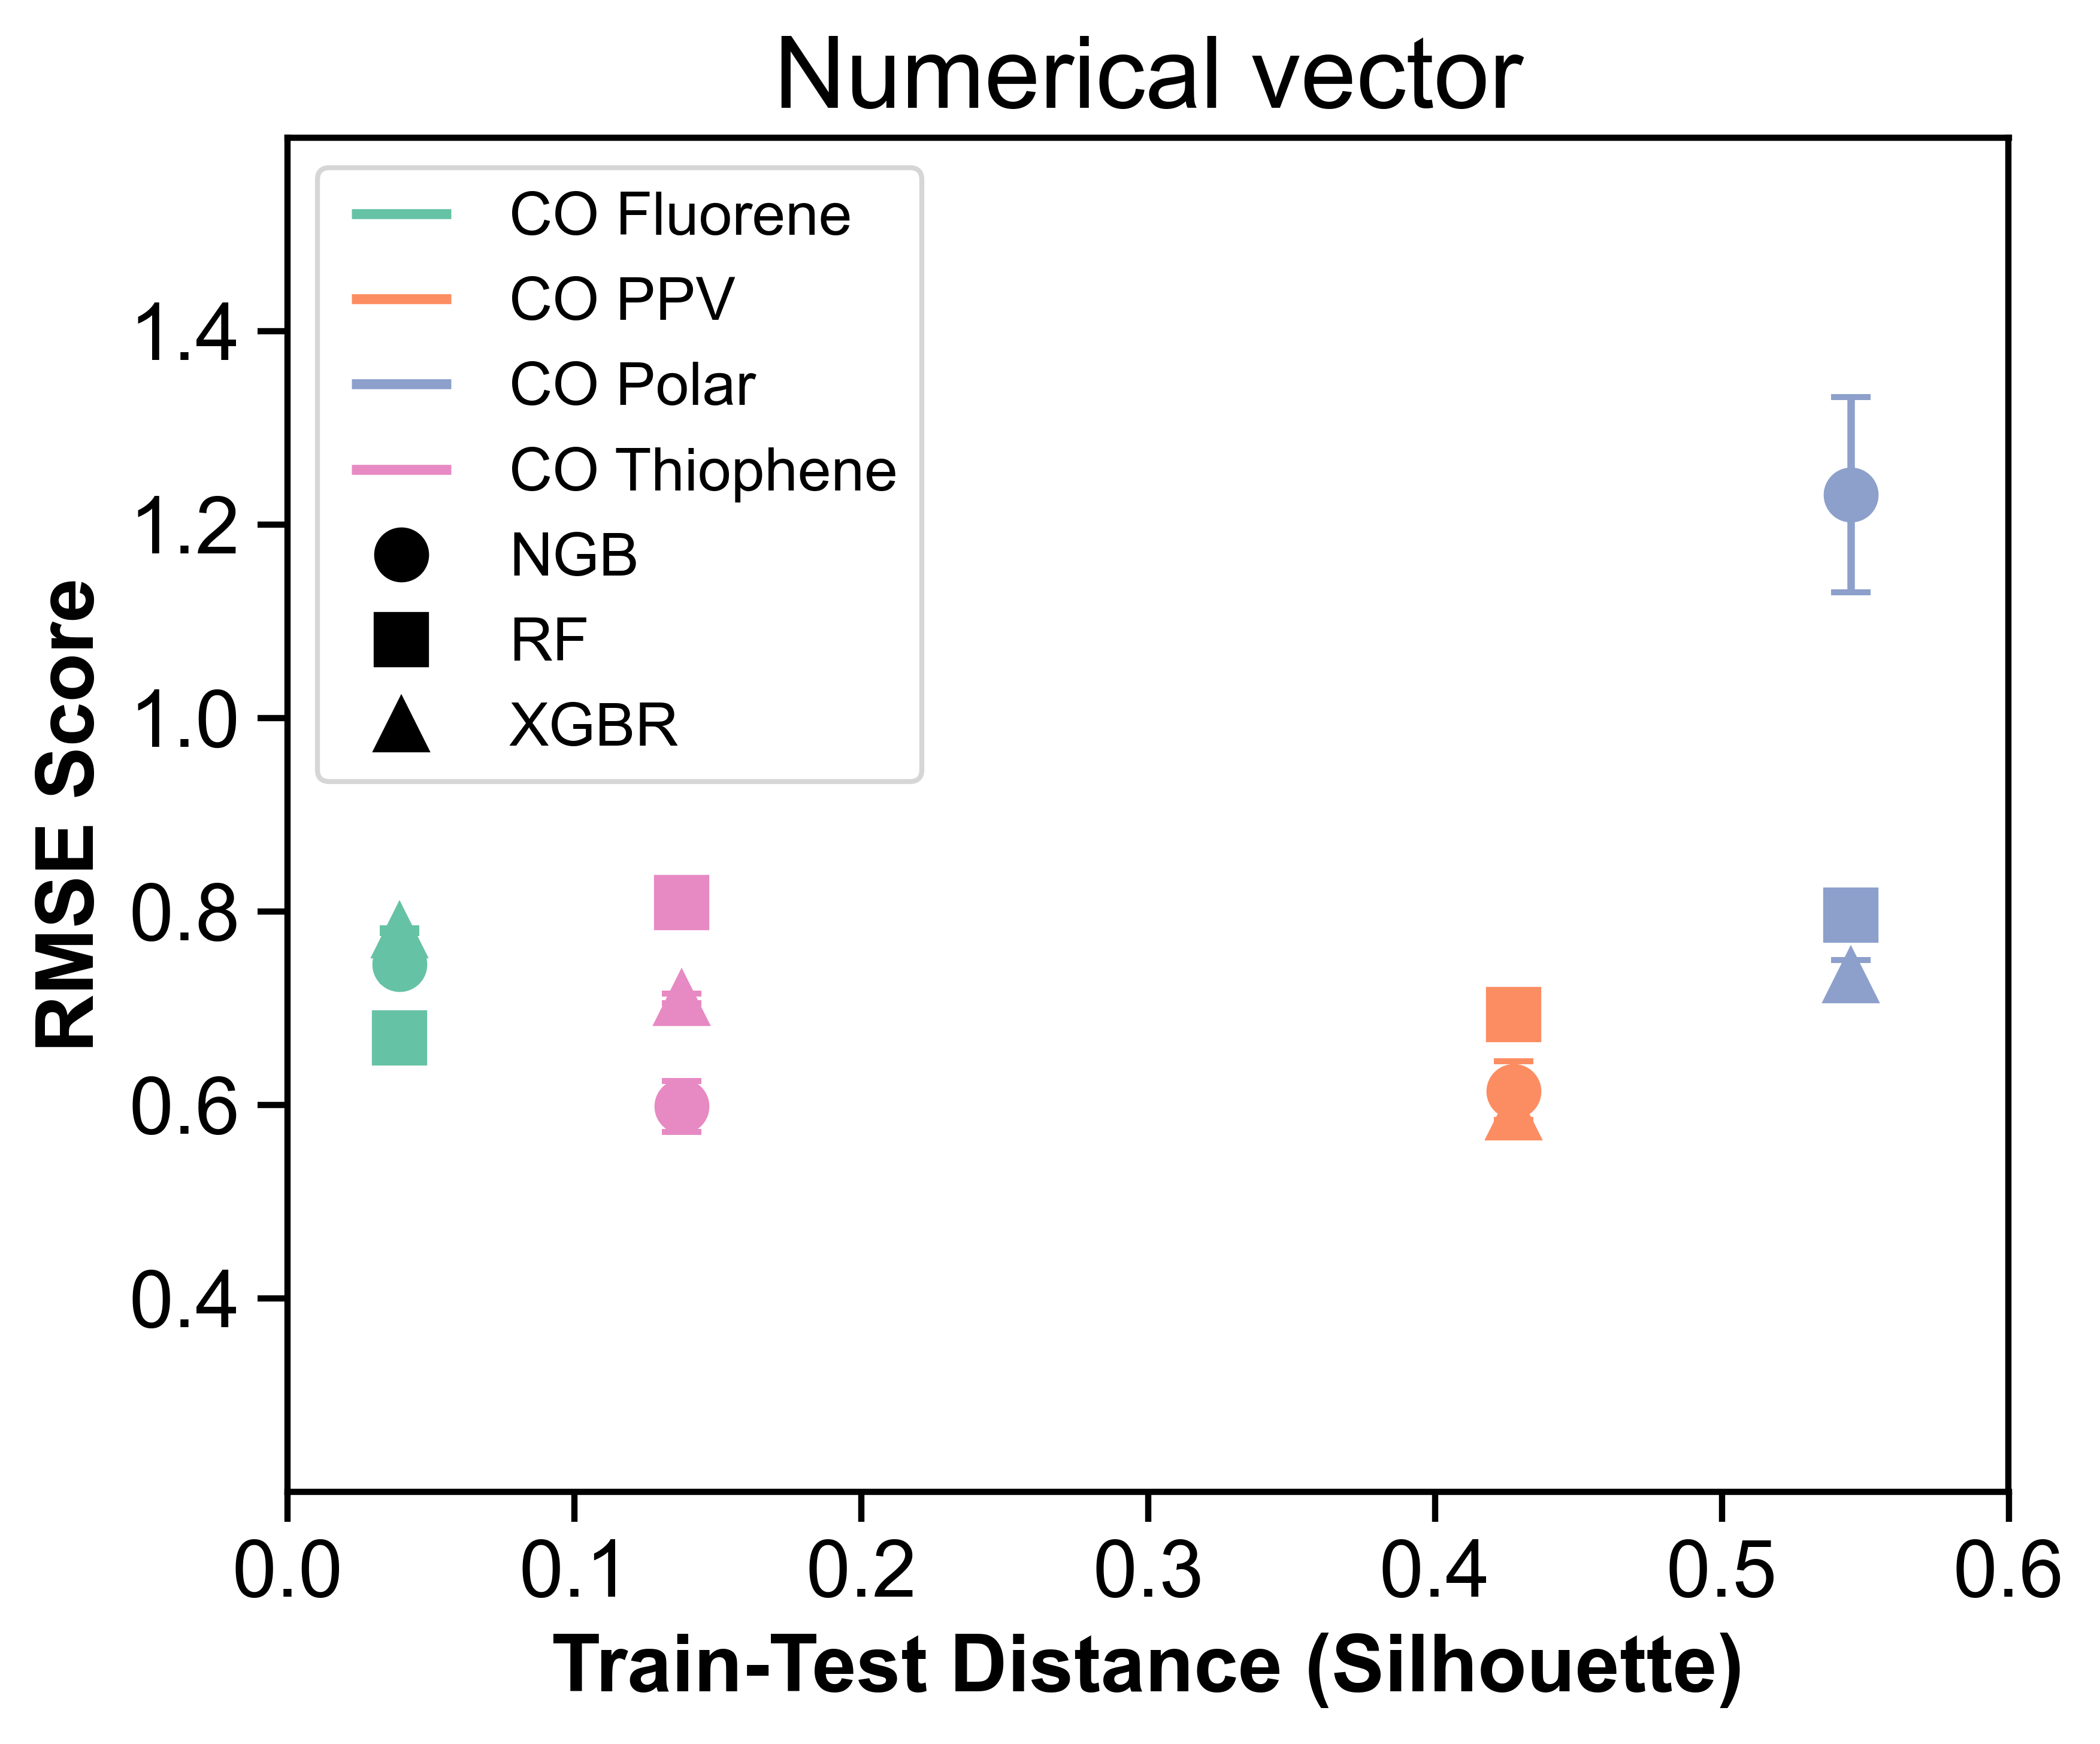 Numerical vector
CO Fluorene
CO PPV
CO Polar
CO Thiophene
NGB
RF
XGBR
RMSE Score
1.4
1.2
1.0
0.8
0.6
0.4
0.0 0.1 0.2 0.3 0.4 0.5 0.6
Train-Test Distance (Silhouette)